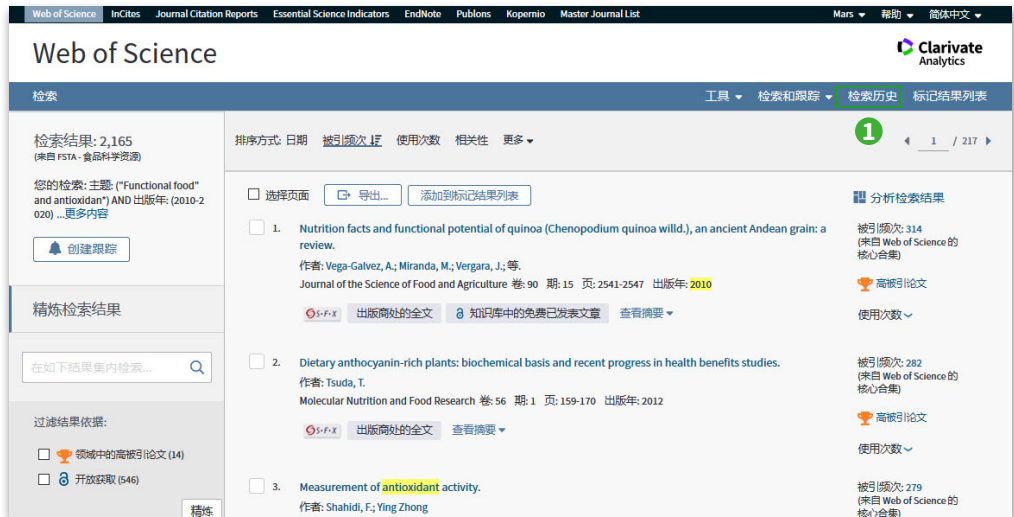 Web of Science InCites Journal Citation Reports Essential Science Indicators EndNote Publons Kopernio Master Journal List Mars 帮助 简体中文
Web of Science
Clarivate
Analytics
检索 工具 检索和跟踪 检索历史 标记结果列表
检索结果: 2,165
(来自 FSTA - 食品科学资源)
您的检索: 主题: ("Functional food"
and antioxidan*) AND 出版年: (2010-2
020) ...更多内容
创建跟踪
精炼检索结果
在如下结果集内检索...
过滤结果依据:
领域中的高被引论文 (14)
开放获取 (546)
精炼
排序方式: 日期 被引频次 使用次数 相关性 更多
1
1 / 217
选择页面 导出... 添加到标记结果列表
分析检索结果
1. Nutrition facts and functional potential of quinoa (Chenopodium quinoa willd.), an ancient Andean grain: a
review.
作者: Vega-Galvez, A.; Miranda, M.; Vergara, J.; 等.
Journal of the Science of Food and Agriculture 卷: 90 期: 15 页: 2541-2547 出版年: 2010
S·F·X 出版商处的全文 知识库中的免费已发表文章 查看摘要
被引频次: 314
(来自 Web of Science 的
核心合集)
高被引论文
使用次数
2. Dietary anthocyanin-rich plants: biochemical basis and recent progress in health benefits studies.
作者: Tsuda, T.
Molecular Nutrition and Food Research 卷: 56 期: 1 页: 159-170 出版年: 2012
S·F·X 出版商处的全文 查看摘要
被引频次: 282
(来自 Web of Science 的
核心合集)
高被引论文
使用次数
3. Measurement of antioxidant activity.
作者: Shahidi, F.; Ying Zhong
被引频次: 279
(来自 Web of Science 的
核心合集)